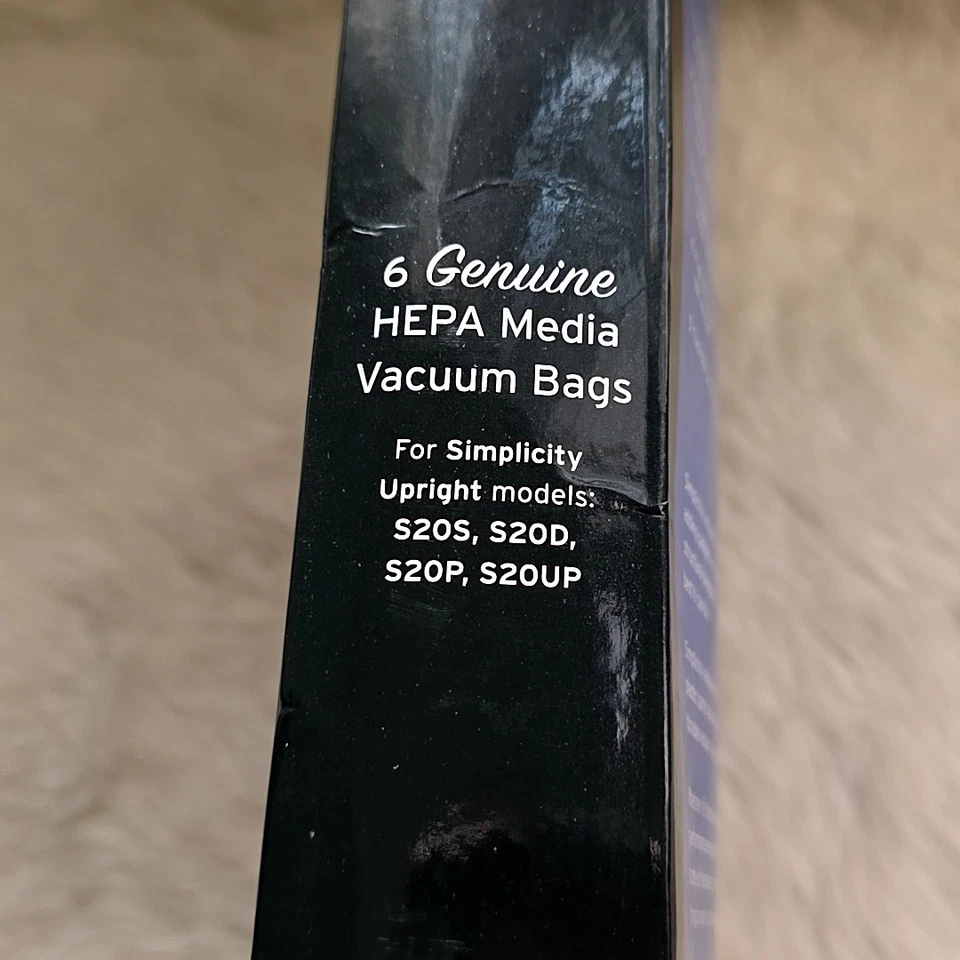 6 Genuine
HEPA Media
Vacuum Bags
For Simplicity
Upright models:
S20S, S20D,
S20P, S20UP